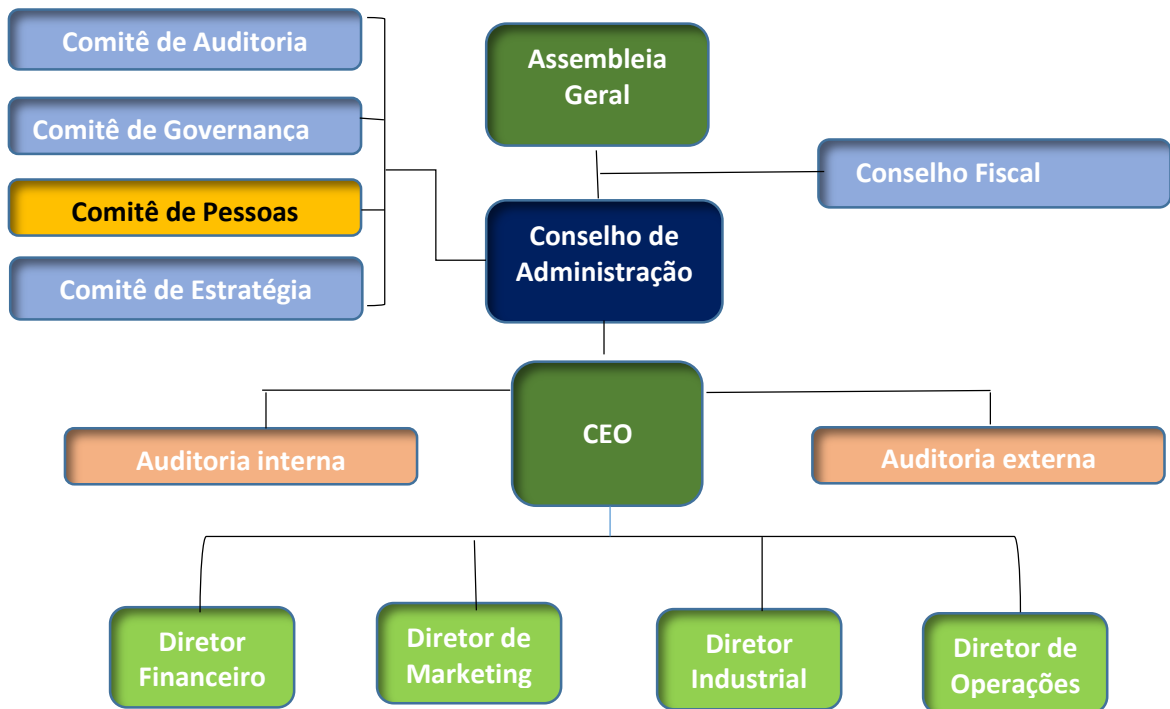 Comitê de Auditoria
Comitê de Governança
Comitê de Pessoas
Comitê de Estratégia
Assembleia
Geral
Conselho Fiscal
Conselho de
Administração
CEO
Auditoria interna
Auditoria externa
Diretor
Financeiro
Diretor de
Marketing
Diretor
Industrial
Diretor de
Operações